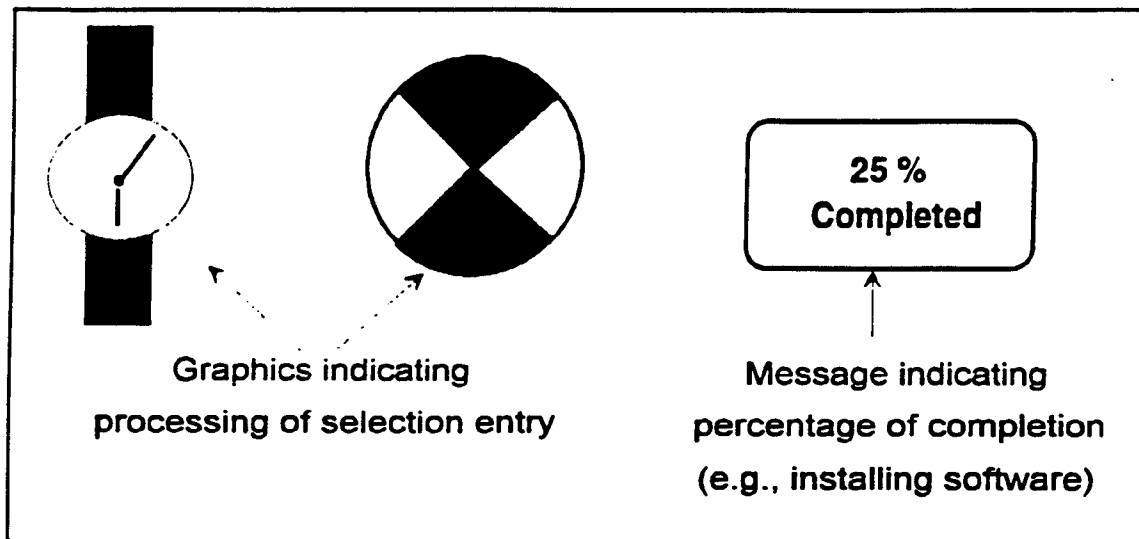 25 %
Completed
Graphics indicating
processing of selection entry
Message indicating
percentage of completion
(e.g., installing software)